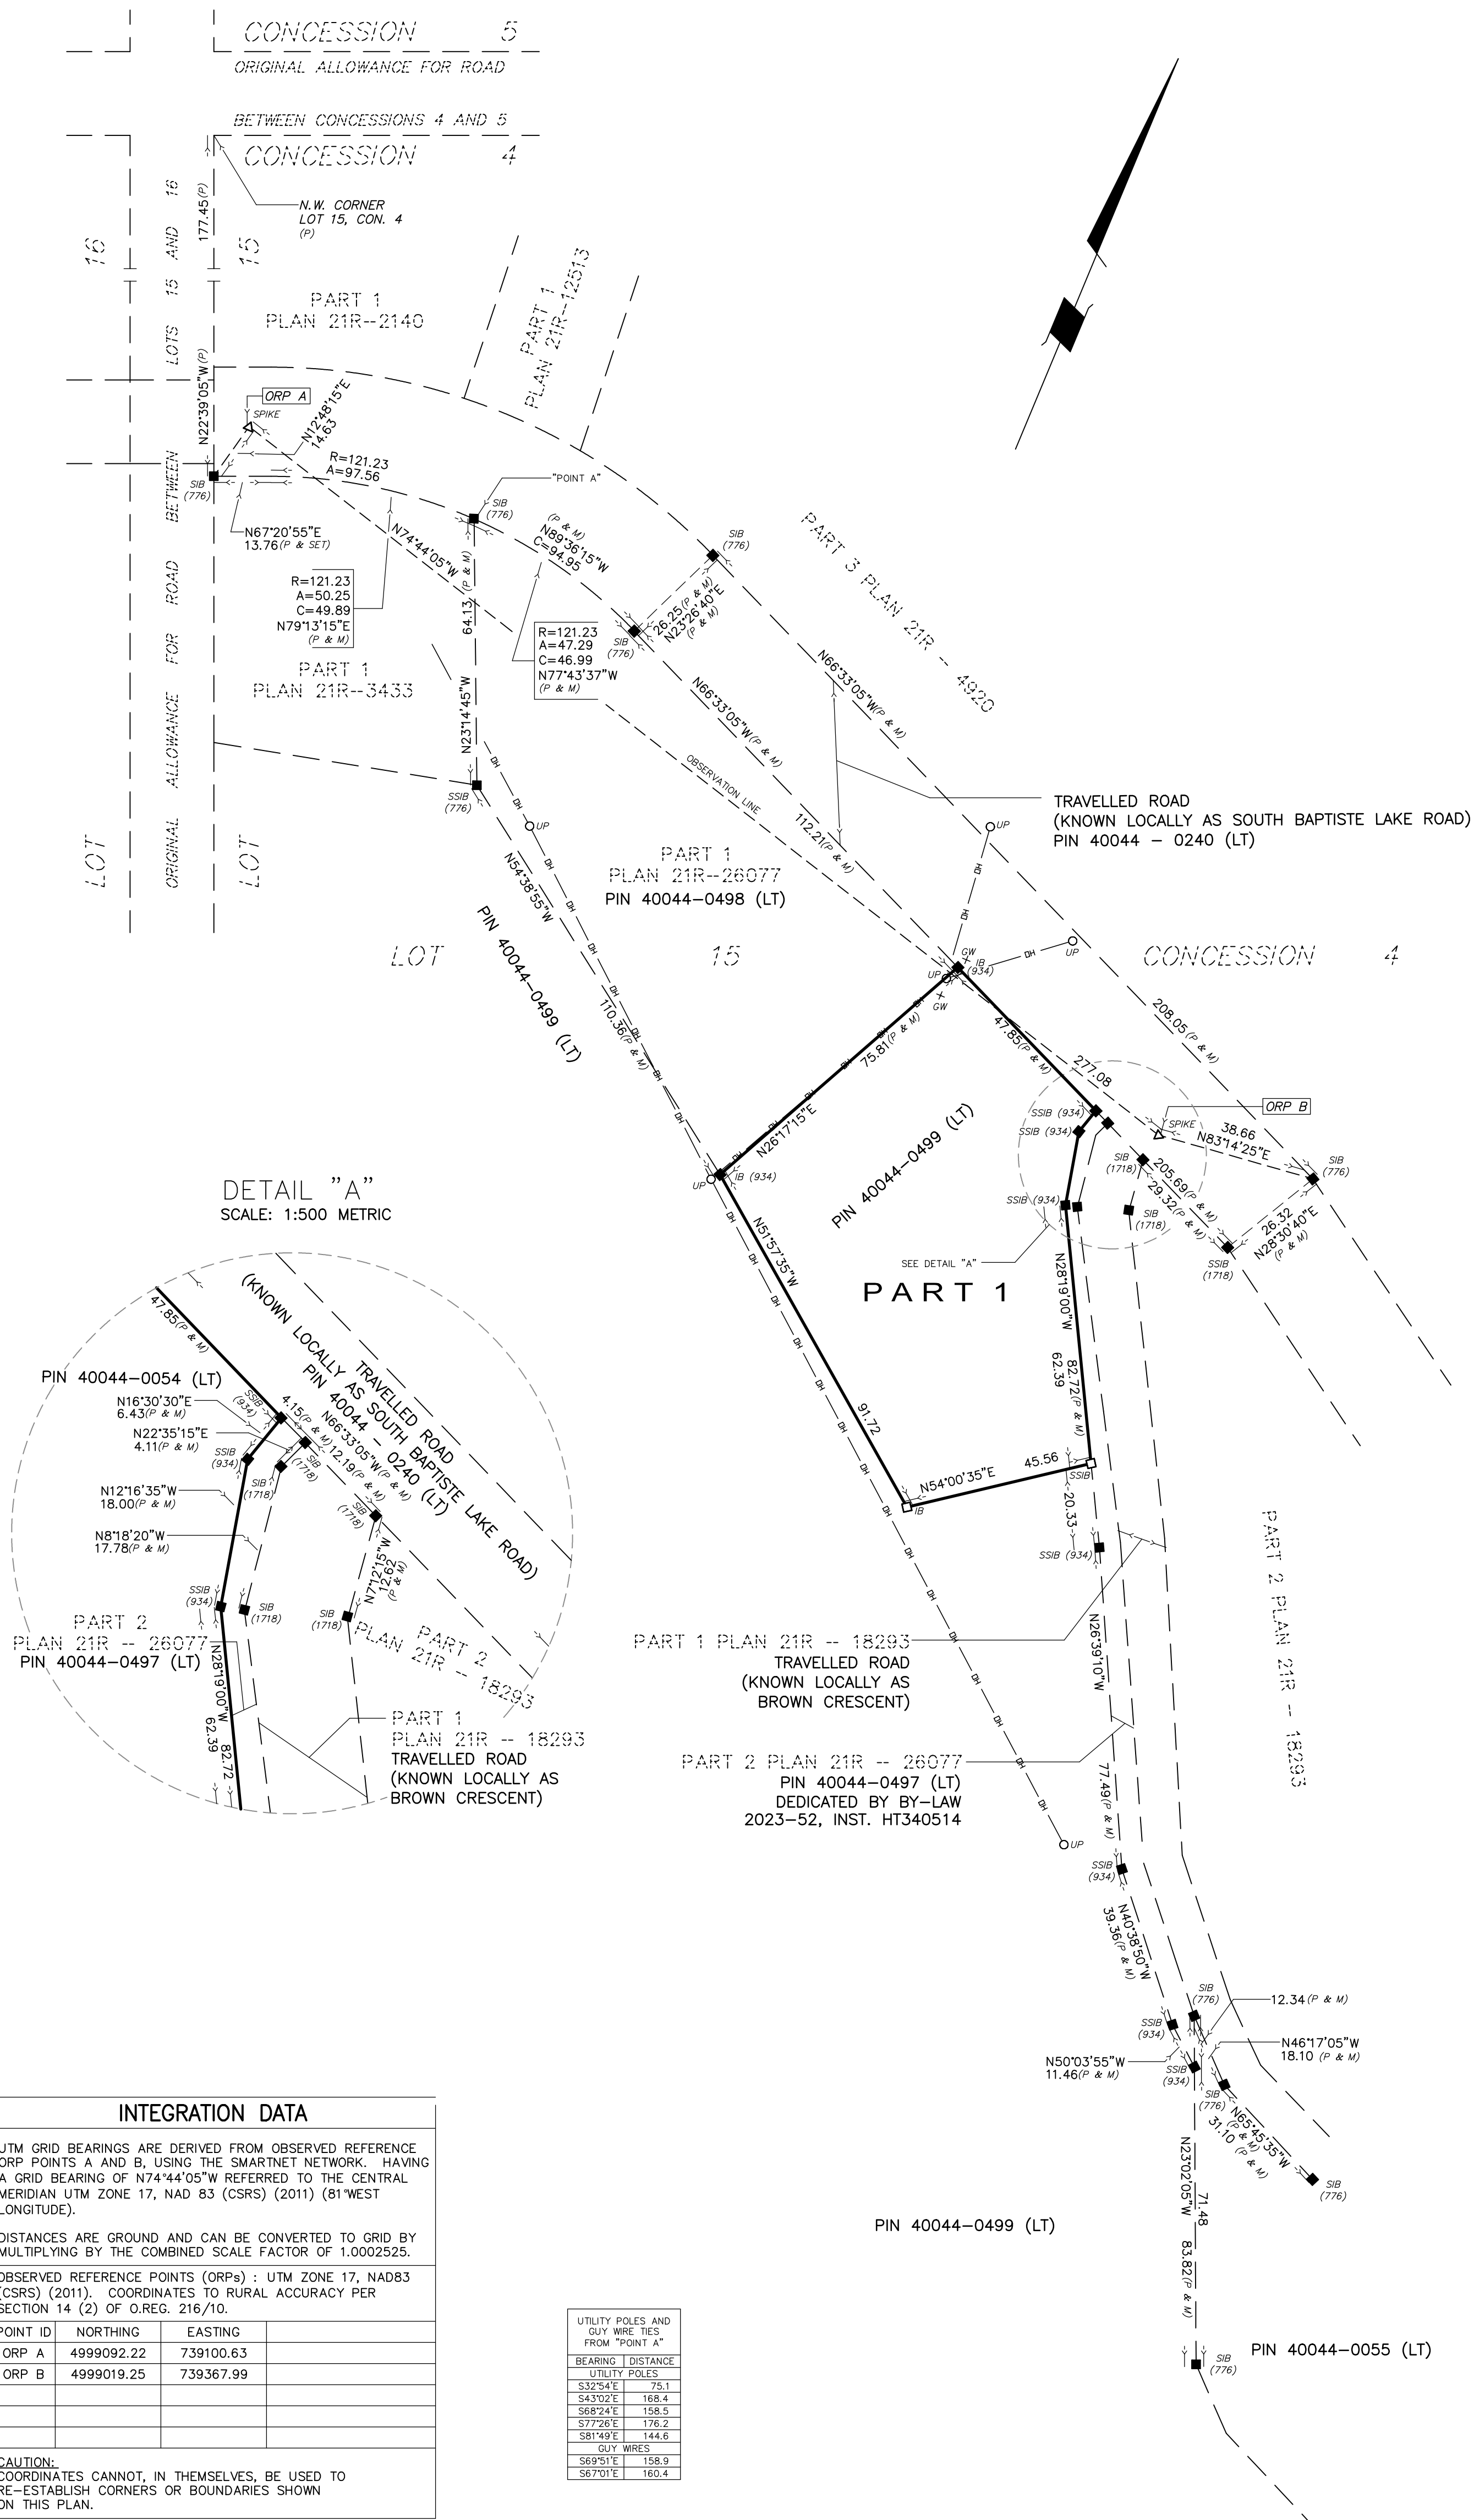 CONCESSION 5
ORIGINAL ALLOWANCE FOR ROAD
BETWEEN CONCESSIONS 4 AND 5
CONCESSION 4
N.W. CORNER
LOT 15, CON. 4
(P)
177.45(P)
16
15
ORIGINAL ALLOWANCE FOR ROAD BETWEEN LOTS 15 AND 16
LOT
LOT
N22°39'05"W(P)
PART 1
PLAN 21R--2140
PART 1
PLAN 21R--12513
ORP A
SPIKE
N12°48'15"E
14.63
SIB
(776)
R=121.23
A=97.56
"POINT A"
SIB
(776)
N67°20'55"E
13.76(P & SET)
N74°44'05"W
R=121.23
A=50.25
C=49.89
N79°13'15"E
(P & M)
(P & M)
N89°36'15"W
C=94.95
64.13 (P & M)
N23°14'45"W
R=121.23
A=47.29
C=46.99
N77°43'37"W
(P & M)
SIB
(776)
26.25(P & M)
N23°26'40"E
(P & M)
SIB
(776)
PART 3 PLAN 21R -- 4920
PART 1
PLAN 21R--3433
N66°33'05"W(P & M)
N66°33'05"W(P & M)
SSIB
(776)
DH
UP
OBSERVATION LINE
112.21(P & M)
TRAVELLED ROAD
(KNOWN LOCALLY AS SOUTH BAPTISTE LAKE ROAD)
PIN 40044 – 0240 (LT)
UP
DH
PART 1
PLAN 21R--26077
PIN 40044-0498 (LT)
N54°38'55"W
PIN 40044-0499 (LT)
110.36(P & M)
LOT 15
CONCESSION 4
UP
DH
GW
IB
(934)
UP
GW
75.81(P & M)
N26°17'15"E
47.85(P & M)
208.05(P & M)
277.08
ORP B
SPIKE
38.66
N83°14'25"E
SIB
(776)
SSIB (934)
SSIB (934)
SSIB (934)
SIB
(1718)
SIB
(1718)
205.69(P & M)
29.32(P & M)
26.32
N28°30'40"E
(P & M)
SSIB
(1718)
PIN 40044-0499 (LT)
UP
IB (934)
SEE DETAIL "A"
PART 1
N51°57'35"W
91.72
N28°19'00"W
82.72(P & M)
62.39
N54°00'35"E 45.56
SSIB
IB
20.33
SSIB (934)
DETAIL "A"
SCALE: 1:500 METRIC
47.85(P & M)
PIN 40044-0054 (LT)
N16°30'30"E
6.43(P & M)
N22°35'15"E
4.11(P & M)
N12°16'35"W
18.00(P & M)
N8°18'20"W
17.78(P & M)
SSIB
(934)
SSIB
(934)
SSIB
(934)
SIB
(1718)
SIB
(1718)
SIB
(1718)
SIB
(1718)
SIB
(1718)
4.15(P & M)
12.19(P & M)
N66°33'05"W(P & M)
TRAVELLED ROAD
(KNOWN LOCALLY AS SOUTH BAPTISTE LAKE ROAD)
PIN 40044 – 0240 (LT)
N7°12'15"W
12.62
(P & M)
PART 2
PLAN 21R -- 18293
PART 2
PLAN 21R -- 26077
PIN 40044-0497 (LT)
N28°19'00"W
62.39
82.72
PART 1
PLAN 21R -- 18293
TRAVELLED ROAD
(KNOWN LOCALLY AS
BROWN CRESCENT)
PART 1 PLAN 21R -- 18293
TRAVELLED ROAD
(KNOWN LOCALLY AS
BROWN CRESCENT)
PART 2 PLAN 21R -- 26077
PIN 40044-0497 (LT)
DEDICATED BY BY-LAW
2023-52, INST. HT340514
PART 2 PLAN 21R -- 18293
N26°39'10"W
77.49(P & M)
UP
SSIB
(934)
N40°38'50"W
39.36(P & M)
SIB
(776)
12.34(P & M)
SSIB
(934)
N46°17'05"W
18.10 (P & M)
N50°03'55"W
11.46(P & M)
SSIB
(934)
SIB
(776)
N65°45'35"W
(P & M)
31.10 (P & M)
SIB
(776)
N23°02'05"W
71.48
83.82(P & M)
PIN 40044-0499 (LT)
SIB
(776)
PIN 40044-0055 (LT)
INTEGRATION DATA
UTM GRID BEARINGS ARE DERIVED FROM OBSERVED REFERENCE
ORP POINTS A AND B, USING THE SMARTNET NETWORK. HAVING
A GRID BEARING OF N74°44'05"W REFERRED TO THE CENTRAL
MERIDIAN UTM ZONE 17, NAD 83 (CSRS) (2011) (81°WEST
LONGITUDE).
DISTANCES ARE GROUND AND CAN BE CONVERTED TO GRID BY
MULTIPLYING BY THE COMBINED SCALE FACTOR OF 1.0002525.
OBSERVED REFERENCE POINTS (ORPs) : UTM ZONE 17, NAD83
(CSRS) (2011). COORDINATES TO RURAL ACCURACY PER
SECTION 14 (2) OF O.REG. 216/10.
POINT ID NORTHING EASTING
ORP A 4999092.22 739100.63
ORP B 4999019.25 739367.99
CAUTION:
COORDINATES CANNOT, IN THEMSELVES, BE USED TO
RE-ESTABLISH CORNERS OR BOUNDARIES SHOWN
ON THIS PLAN.
UTILITY POLES AND
GUY WIRE TIES
FROM "POINT A"
BEARING DISTANCE
UTILITY POLES
S32°54'E 75.1
S43°02'E 168.4
S68°24'E 158.5
S77°26'E 176.2
S81°49'E 144.6
GUY WIRES
S69°51'E 158.9
S67°01'E 160.4